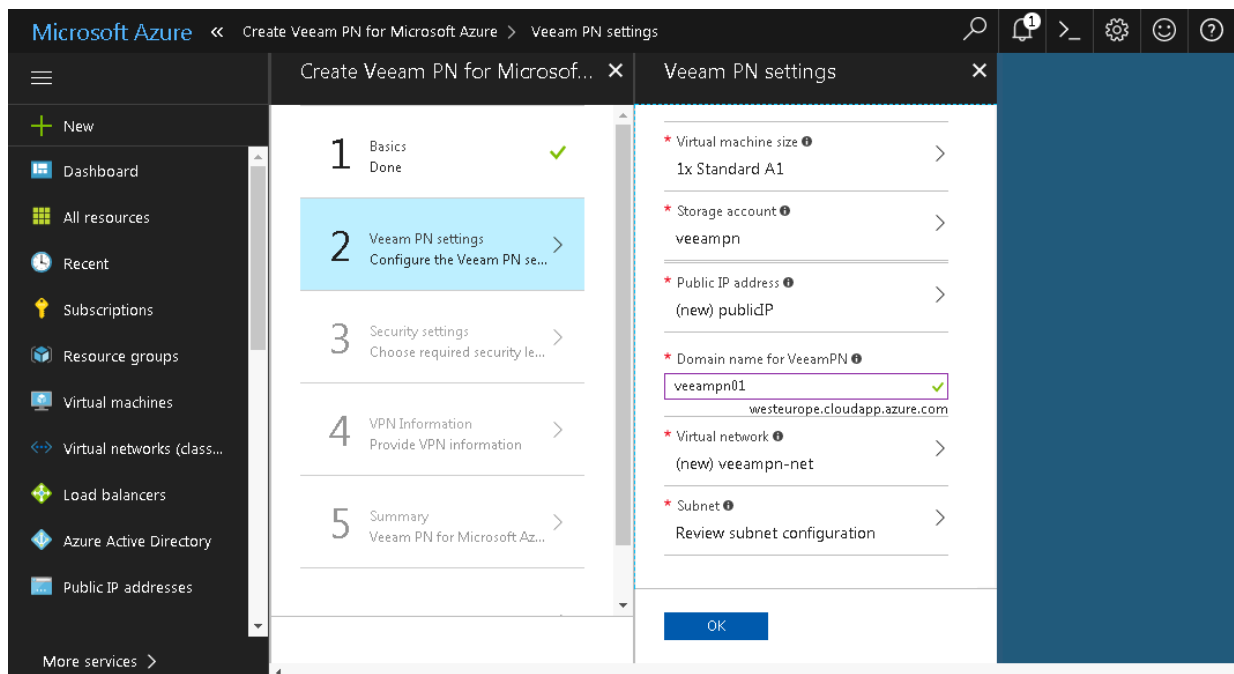 Microsoft Azure « Create Veeam PN for Microsoft Azure > Veeam PN settings
1
New
Dashboard
All resources
Recent
Subscriptions
Resource groups
Virtual machines
Virtual networks (class...
Load balancers
Azure Active Directory
Public IP addresses
More services >
Create Veeam PN for Microsof...
1
Basics
Done
2
Veeam PN settings
Configure the Veeam PN se...
3
Security settings
Choose required security le...
4
VPN Information
Provide VPN information
5
Summary
Veeam PN for Microsoft Az...
Veeam PN settings
* Virtual machine size
1x Standard A1
* Storage account
veeampn
* Public IP address
(new) publicIP
* Domain name for VeeamPN
veeampn01
westeurope.cloudapp.azure.com
* Virtual network
(new) veeampn-net
* Subnet
Review subnet configuration
OK